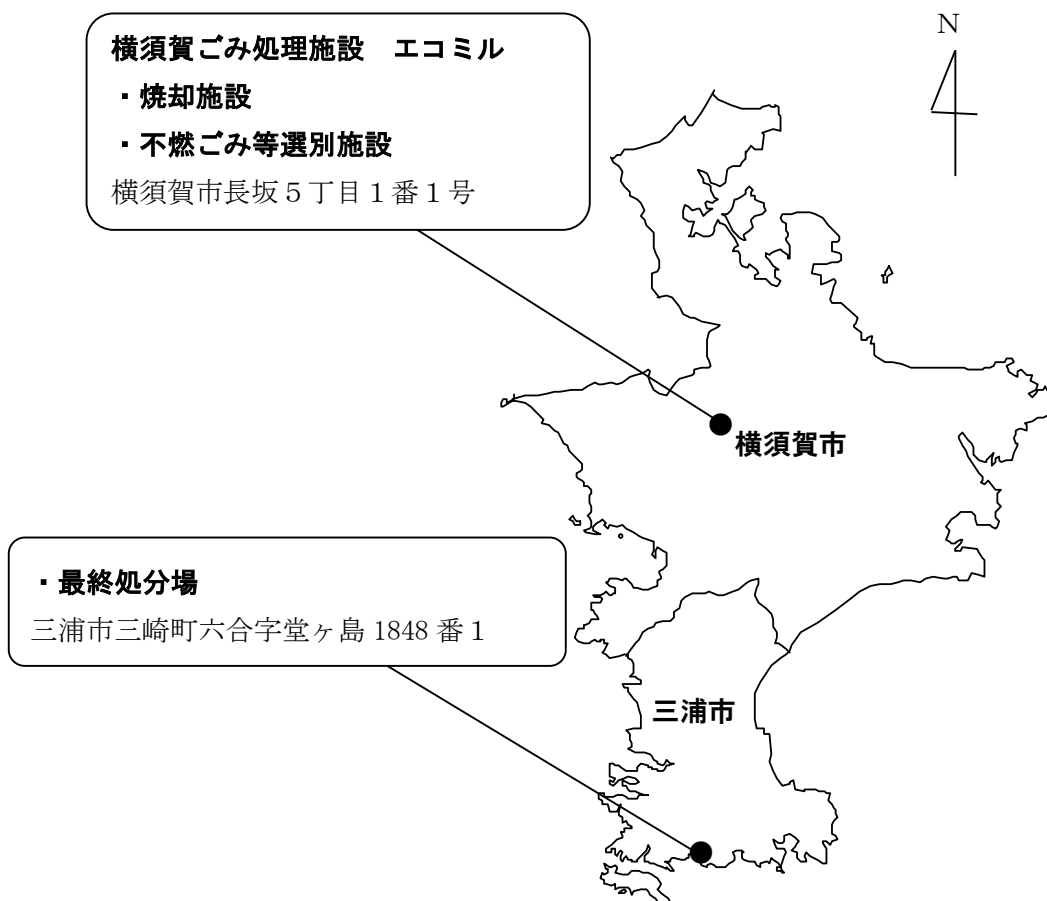 N
横須賀ごみ処理施設　エコミル
・焼却施設
・不燃ごみ等選別施設
横須賀市長坂５丁目１番１号
横須賀市
・最終処分場
三浦市三崎町六合字堂ヶ島 1848 番１
三浦市